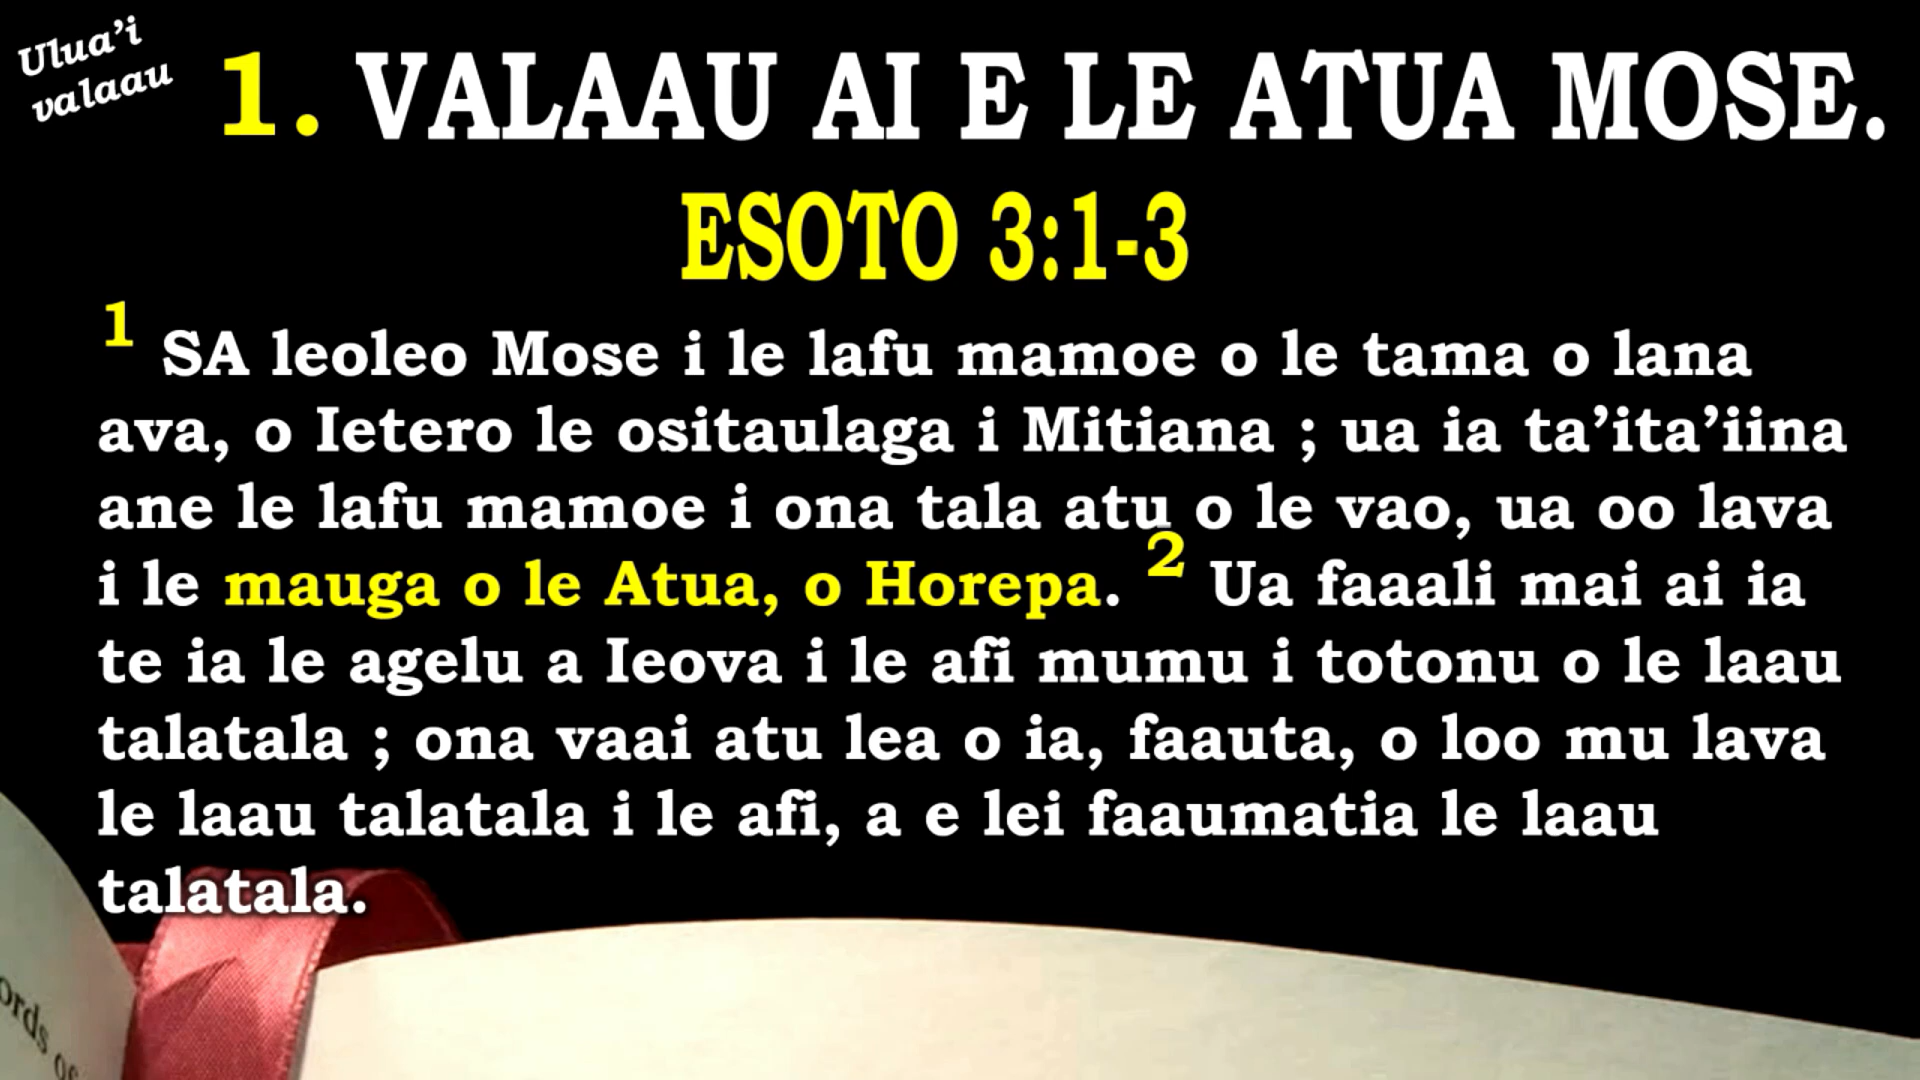 Ulua’i
valaau
1. VALAAU AI E LE ATUA MOSE.
ESOTO 3:1-3
1 SA leoleo Mose i le lafu mamoe o le tama o lana
ava, o Ietero le ositaulaga i Mitiana ; ua ia ta’ita’iina
ane le lafu mamoe i ona tala atu o le vao, ua oo lava
i le mauga o le Atua, o Horepa. 2 Ua faaali mai ai ia
te ia le agelu a Ieova i le afi mumu i totonu o le laau
talatala ; ona vaai atu lea o ia, faauta, o loo mu lava
le laau talatala i le afi, a e lei faaumatia le laau
talatala.
ords of